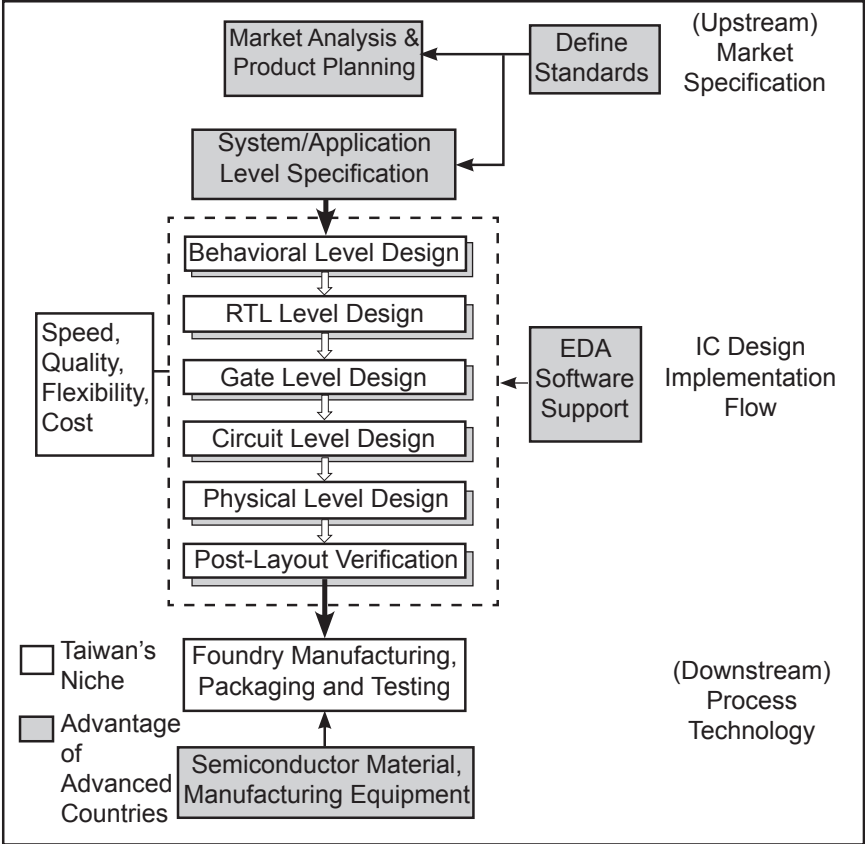 Market Analysis &
Product Planning
Define
Standards
(Upstream)
Market
Specification
System/Application
Level Specification
Behavioral Level Design
RTL Level Design
Gate Level Design
Circuit Level Design
Physical Level Design
Post-Layout Verification
Speed,
Quality,
Flexibility,
Cost
EDA
Software
Support
IC Design
Implementation
Flow
Taiwan's
Niche
Advantage
of
Advanced
Countries
Foundry Manufacturing,
Packaging and Testing
Semiconductor Material,
Manufacturing Equipment
(Downstream)
Process
Technology